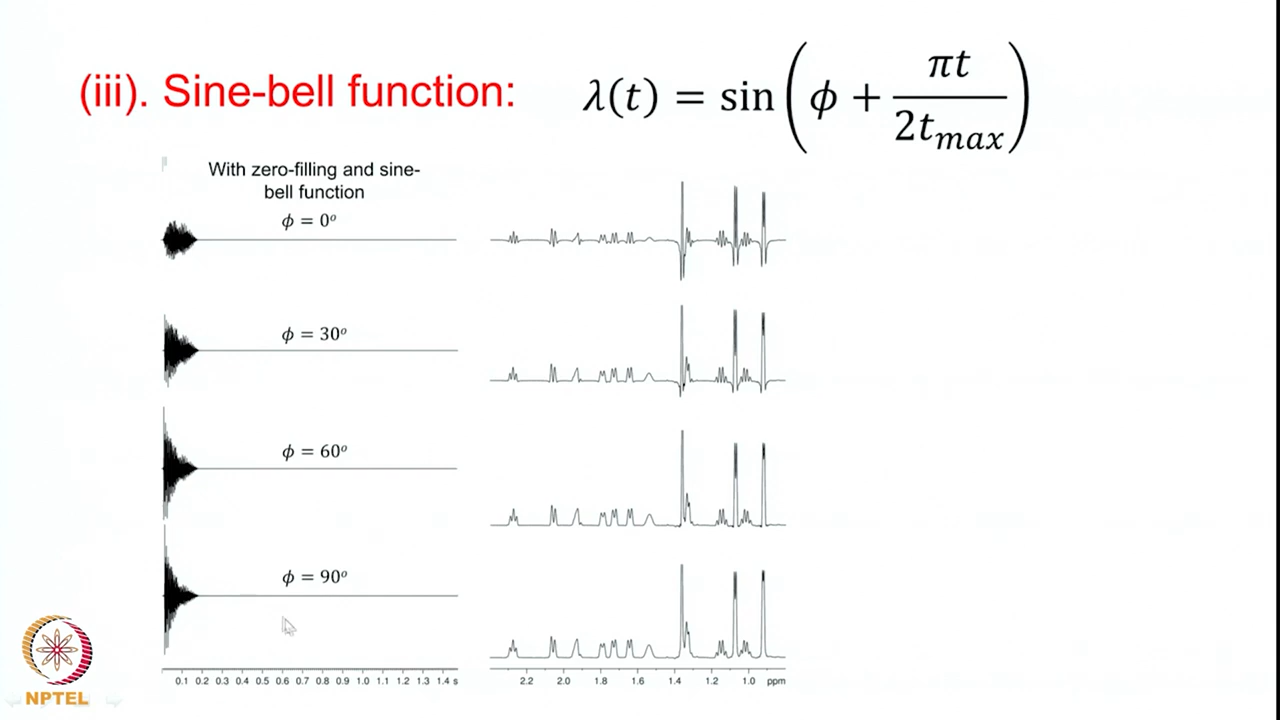 (iii). Sine-bell function: λ(t) = sin(ϕ + πt / 2t_max)
With zero-filling and sine-
bell function
ϕ = 0°
ϕ = 30°
ϕ = 60°
ϕ = 90°
0.1 0.2 0.3 0.4 0.5 0.6 0.7 0.8 0.9 1.0 1.1 1.2 1.3 1.4 s
2.2 2.0 1.8 1.6 1.4 1.2 1.0 ppm
NPTEL